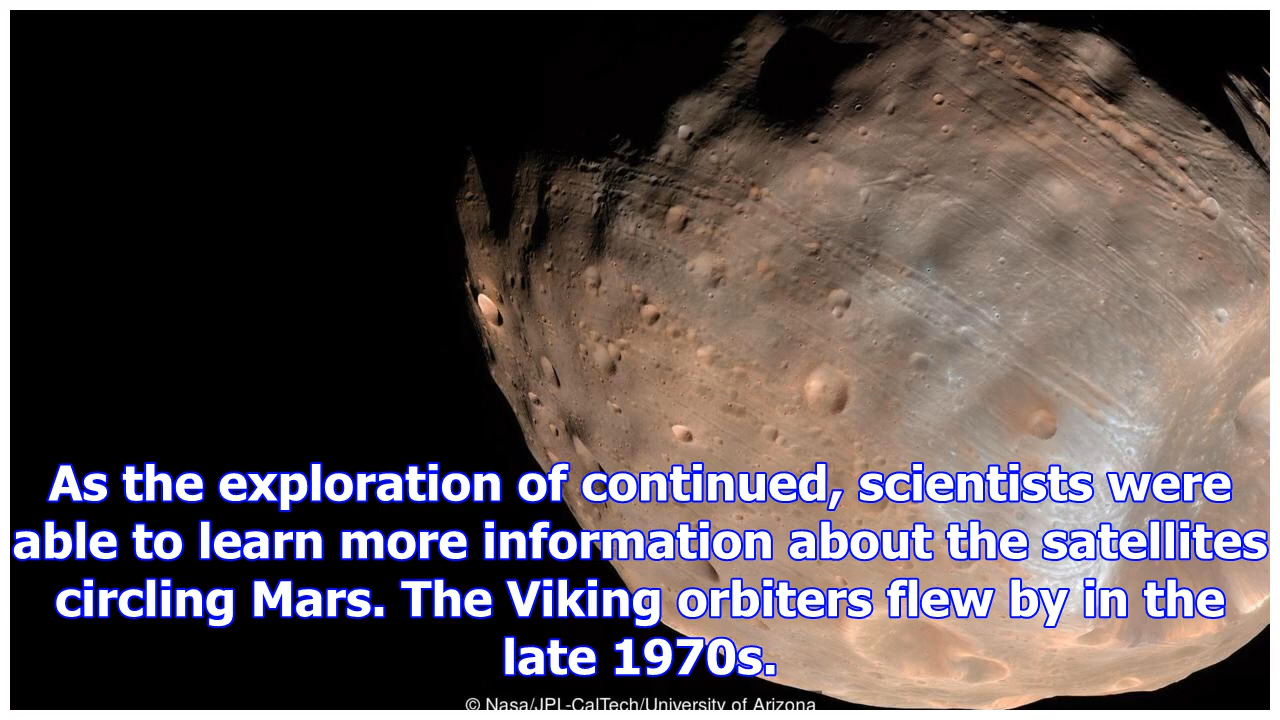 As the exploration of continued, scientists were
able to learn more information about the satellites
circling Mars. The Viking orbiters flew by in the
late 1970s.
© Nasa/JPL-CalTech/University of Arizona